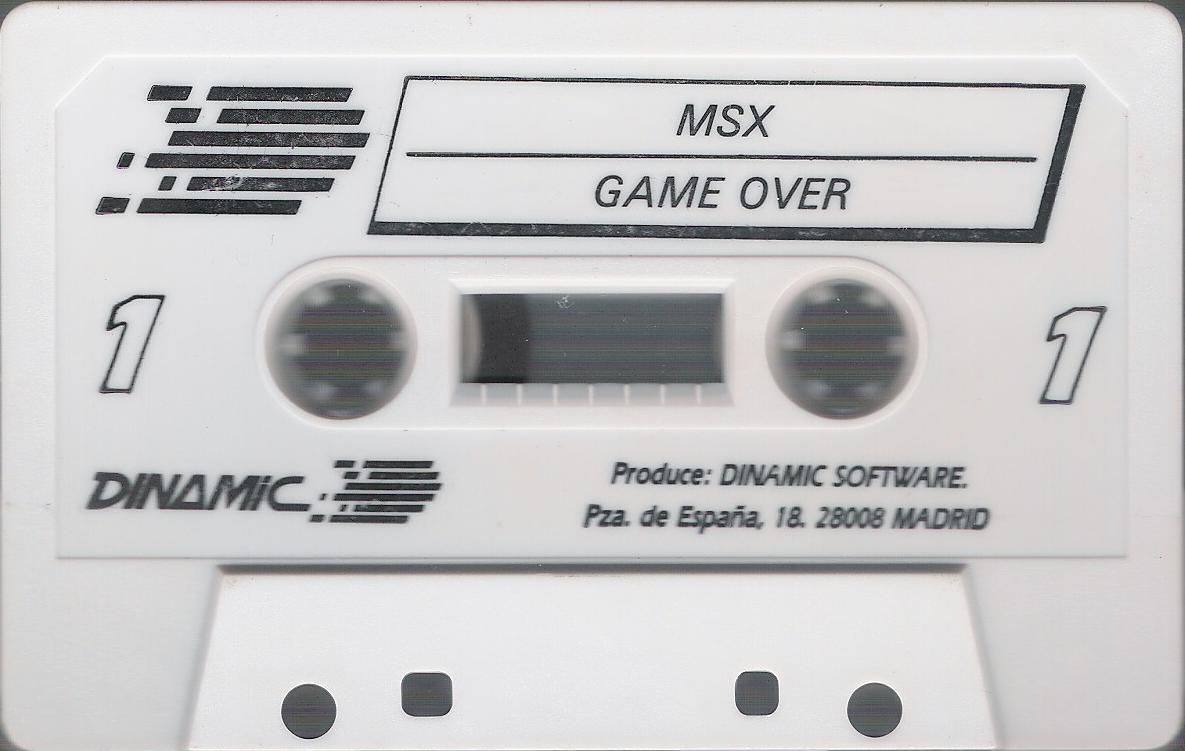 MSX
GAME OVER
1
1
DINAMIC
Produce: DINAMIC SOFTWARE.
Pza. de España, 18. 28008 MADRID